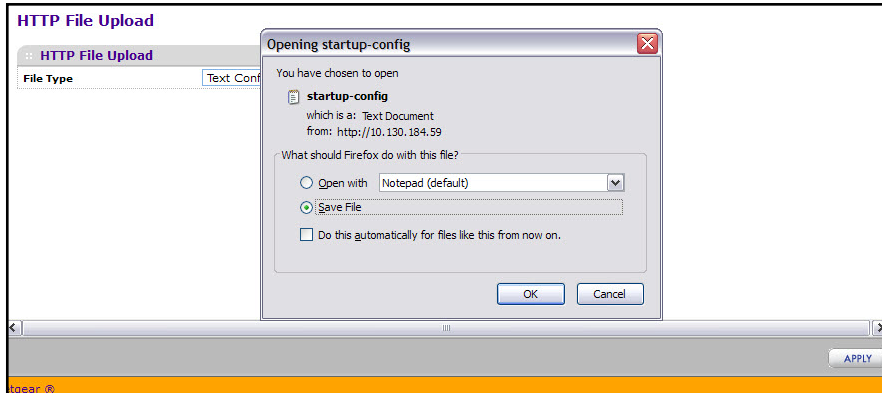 HTTP File Upload
HTTP File Upload
File Type
Text Conf
Opening startup-config
You have chosen to open
startup-config
which is a: Text Document
from: http://10.130.184.59
What should Firefox do with this file?
Open with Notepad (default)
Save File
Do this automatically for files like this from now on.
OK Cancel
APPLY
tgear ®